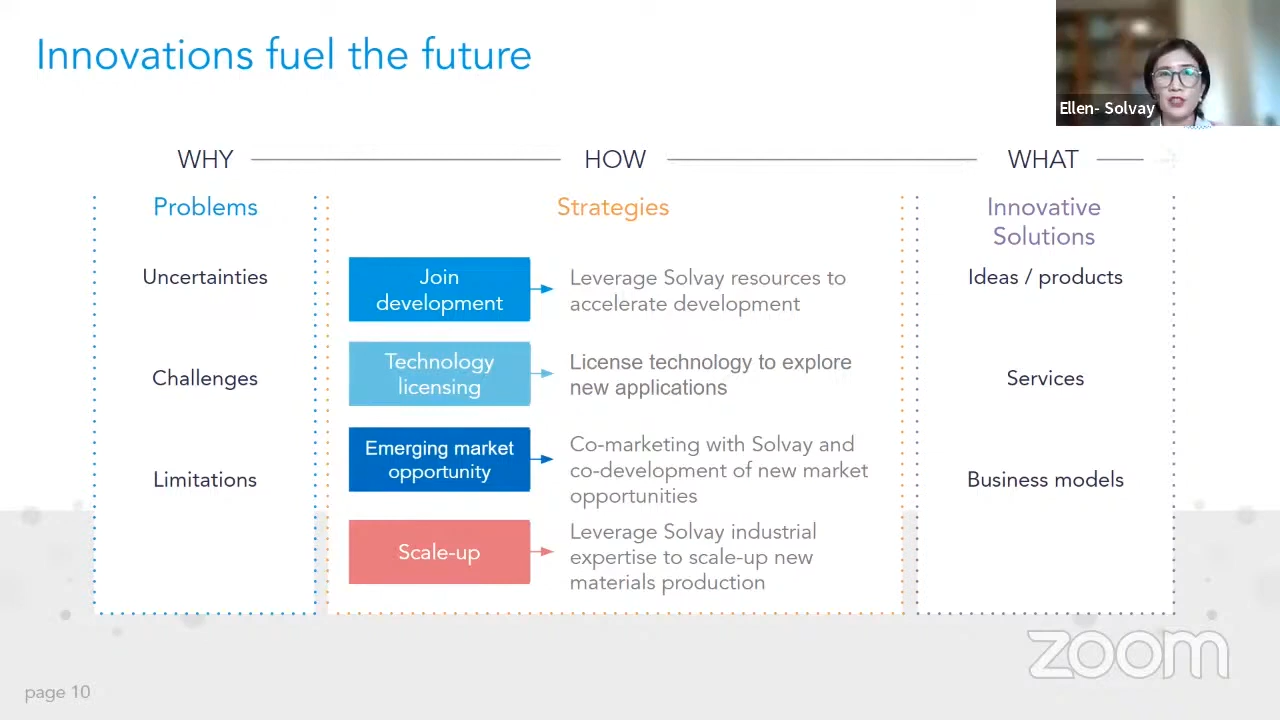 Innovations fuel the future
Ellen- Solvay
WHY
HOW
WHAT
Problems
Strategies
Innovative
Solutions
Uncertainties
Challenges
Limitations
Join
development
Leverage Solvay resources to
accelerate development
Technology
licensing
License technology to explore
new applications
Emerging market
opportunity
Co-marketing with Solvay and
co-development of new market
opportunities
Scale-up
Leverage Solvay industrial
expertise to scale-up new
materials production
Ideas / products
Services
Business models
zoom
page 10